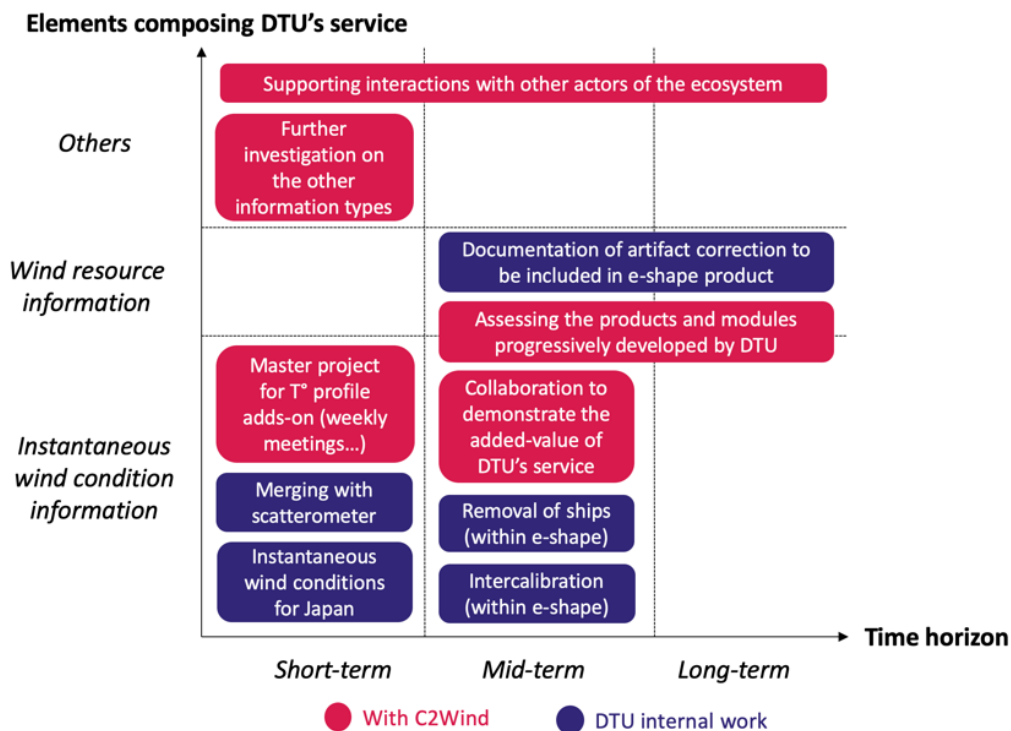 Elements composing DTU's service
Supporting interactions with other actors of the ecosystem
Others
Further
investigation on
the other
information types
Wind resource
information
Documentation of artifact correction to
be included in e-shape product
Assessing the products and modules
progressively developed by DTU
Instantaneous
wind condition
information
Master project
for T° profile
adds-on (weekly
meetings...)
Collaboration to
demonstrate the
added-value of
DTU's service
Merging with
scatterometer
Removal of ships
(within e-shape)
Instantaneous
wind conditions
for Japan
Intercalibration
(within e-shape)
Time horizon
Short-term
Mid-term
Long-term
With C2Wind
DTU internal work